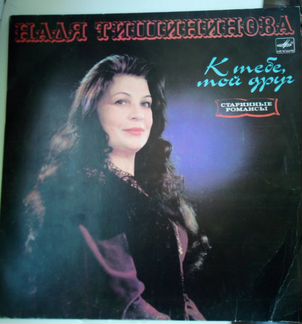 НАЛЯ ТИШИНИНОВА
К тебе,
мой друг
СТАРИННЫЕ
РОМАНСЫ